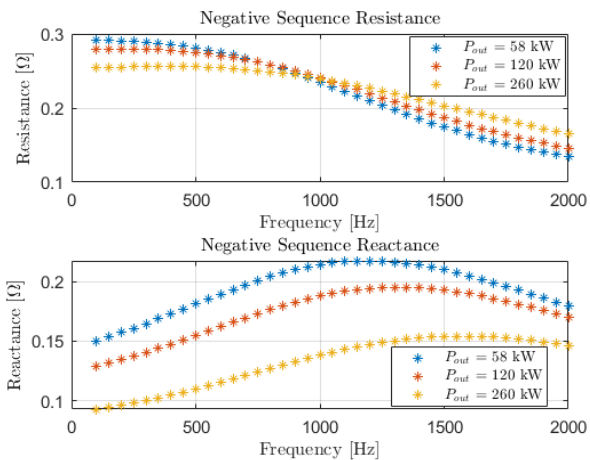 Negative Sequence Resistance
Resistance [Ω]
0.3
0.2
0.1
P_out = 58 kW
P_out = 120 kW
P_out = 260 kW
0 500 1000 1500 2000
Frequency [Hz]
Negative Sequence Reactance
Reactance [Ω]
0.2
0.15
0.1
P_out = 58 kW
P_out = 120 kW
P_out = 260 kW
0 500 1000 1500 2000
Frequency [Hz]